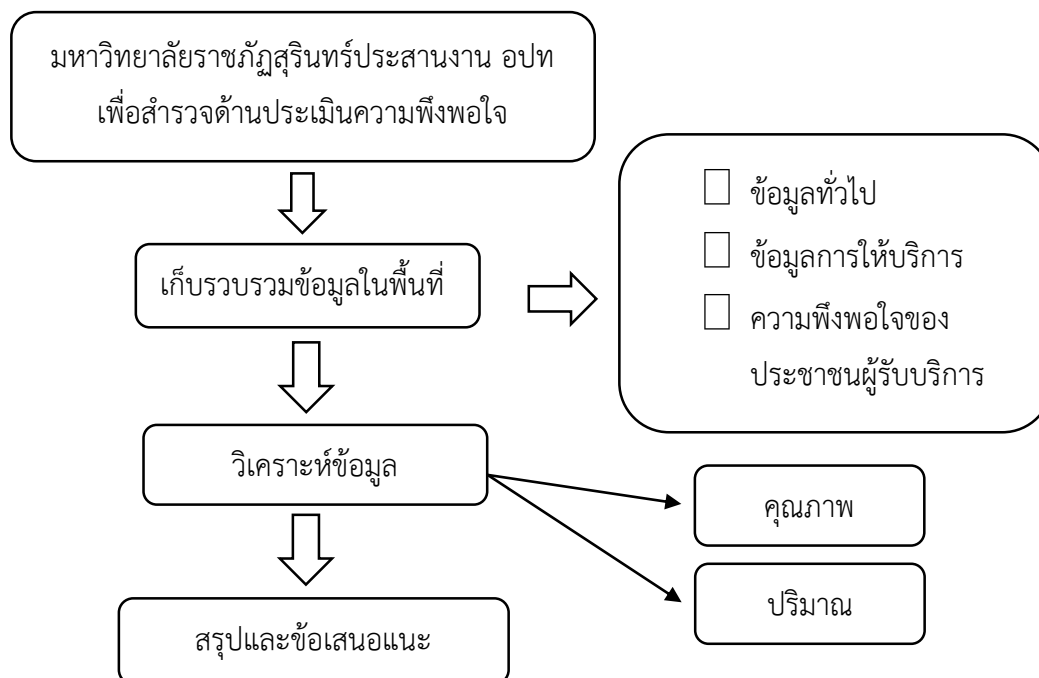 มหาวิทยาลัยราชภัฏสุรินทร์ประสานงาน อปท
เพื่อสำรวจด้านประเมินความพึงพอใจ
เก็บรวบรวมข้อมูลในพื้นที่
ข้อมูลทั่วไป
ข้อมูลการให้บริการ
ความพึงพอใจของ
ประชาชนผู้รับบริการ
วิเคราะห์ข้อมูล
คุณภาพ
ปริมาณ
สรุปและข้อเสนอแนะ